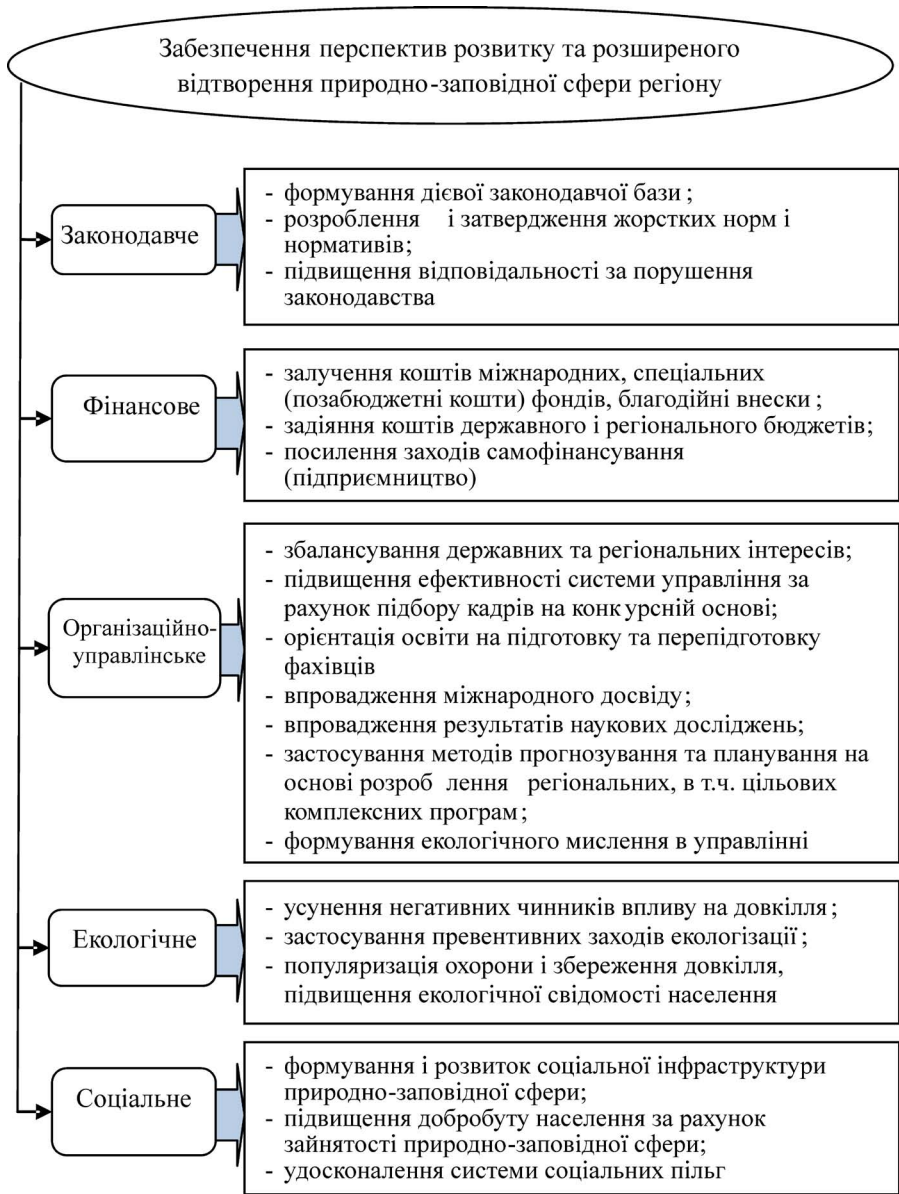 Забезпечення перспектив розвитку та розширеного
відтворення природно-заповідної сфери регіону
Законодавче
- формування дієвої законодавчої бази;
- розроблення і затвердження жорстких норм і
нормативів;
- підвищення відповідальності за порушення
законодавства
Фінансове
- залучення коштів міжнародних, спеціальних
(позабюджетні кошти) фондів, благодійні внески;
- задіяння коштів державного і регіонального бюджетів;
- посилення заходів самофінансування
(підприємництво)
Організаційно-
управлінське
- збалансування державних та регіональних інтересів;
- підвищення ефективності системи управління за
рахунок підбору кадрів на конкурсній основі;
- орієнтація освіти на підготовку та перепідготовку
фахівців
- впровадження міжнародного досвіду;
- впровадження результатів наукових досліджень;
- застосування методів прогнозування та планування на
основі розроб лення регіональних, в т.ч. цільових
комплексних програм;
- формування екологічного мислення в управлінні
Екологічне
- усунення негативних чинників впливу на довкілля;
- застосування превентивних заходів екологізації;
- популяризація охорони і збереження довкілля,
підвищення екологічної свідомості населення
Соціальне
- формування і розвиток соціальної інфраструктури
природно-заповідної сфери;
- підвищення добробуту населення за рахунок
зайнятості природно-заповідної сфери;
- удосконалення системи соціальних пільг